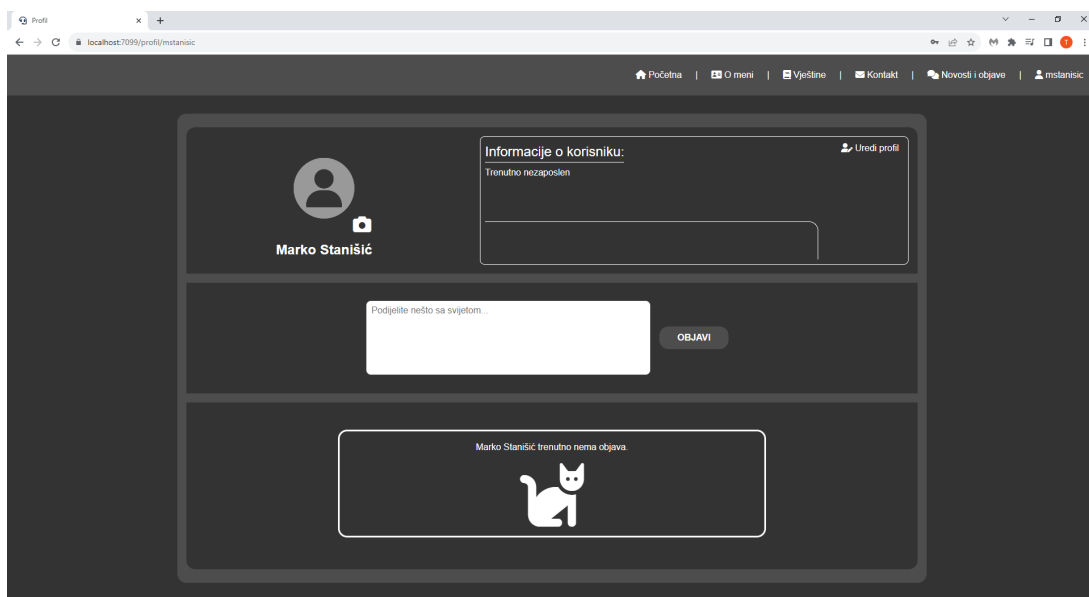 Profil
localhost:7099/profil/mstanisic
T
Početna | O meni | Vještine | Kontakt | Novosti i objave | mstanisic
Informacije o korisniku:
Uredi profil
Trenutno nezaposlen
Marko Stanišić
Podijelite nešto sa svijetom...
OBJAVI
Marko Stanišić trenutno nema objava.